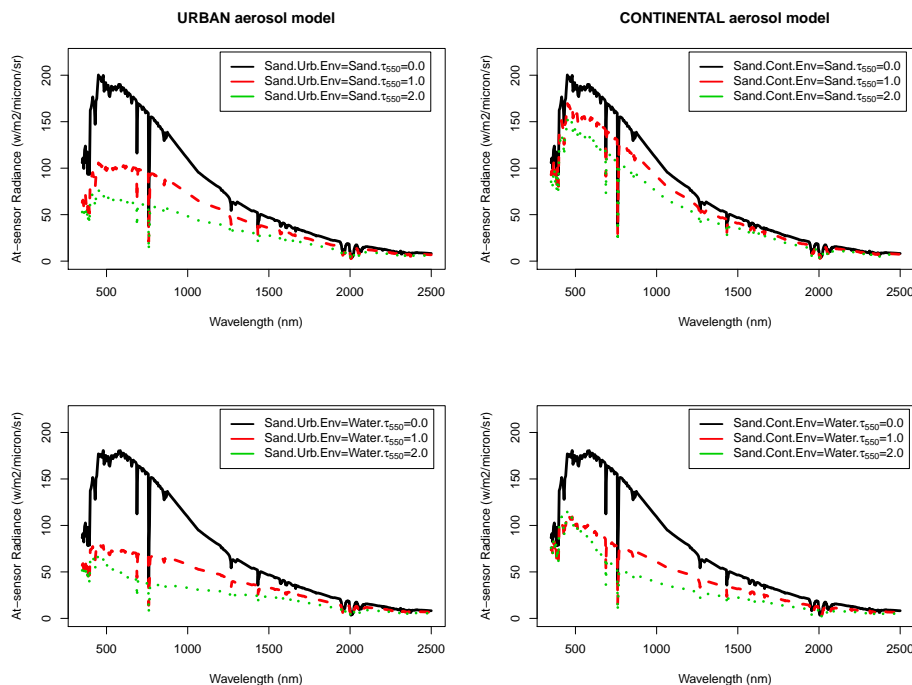 URBAN aerosol model
Sand.Urb.Env=Sand.τ550=0.0
Sand.Urb.Env=Sand.τ550=1.0
Sand.Urb.Env=Sand.τ550=2.0
At−sensor Radiance (w/m2/micron/sr)
0 50 100 150 200
500 1000 1500 2000 2500
Wavelength (nm)
CONTINENTAL aerosol model
Sand.Cont.Env=Sand.τ550=0.0
Sand.Cont.Env=Sand.τ550=1.0
Sand.Cont.Env=Sand.τ550=2.0
At−sensor Radiance (w/m2/micron/sr)
0 50 100 150 200
500 1000 1500 2000 2500
Wavelength (nm)
Sand.Urb.Env=Water.τ550=0.0
Sand.Urb.Env=Water.τ550=1.0
Sand.Urb.Env=Water.τ550=2.0
At−sensor Radiance (w/m2/micron/sr)
0 50 100 150 200
500 1000 1500 2000 2500
Wavelength (nm)
Sand.Cont.Env=Water.τ550=0.0
Sand.Cont.Env=Water.τ550=1.0
Sand.Cont.Env=Water.τ550=2.0
At−sensor Radiance (w/m2/micron/sr)
0 50 100 150 200
500 1000 1500 2000 2500
Wavelength (nm)